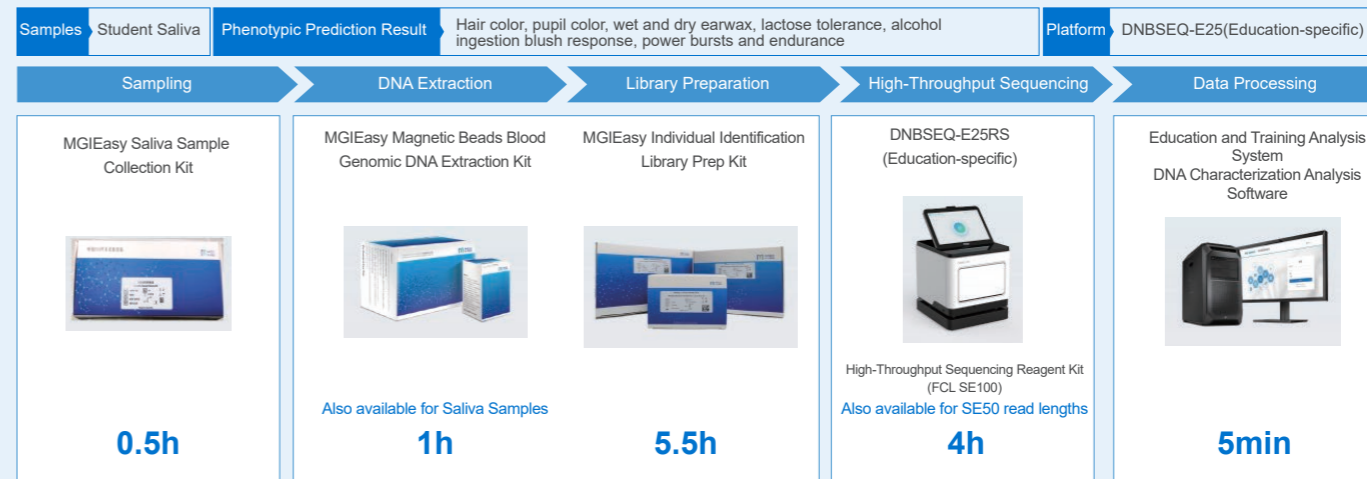 Samples
Student Saliva
Phenotypic Prediction Result
Hair color, pupil color, wet and dry earwax, lactose tolerance, alcohol
ingestion blush response, power bursts and endurance
Platform
DNBSEQ-E25(Education-specific)
Sampling
DNA Extraction
Library Preparation
High-Throughput Sequencing
Data Processing
MGIEasy Saliva Sample
Collection Kit
0.5h
MGIEasy Magnetic Beads Blood
Genomic DNA Extraction Kit
Also available for Saliva Samples
1h
MGIEasy Individual Identification
Library Prep Kit
5.5h
DNBSEQ-E25RS
(Education-specific)
High-Throughput Sequencing Reagent Kit
(FCL SE100)
Also available for SE50 read lengths
4h
Education and Training Analysis
System
DNA Characterization Analysis
Software
5min